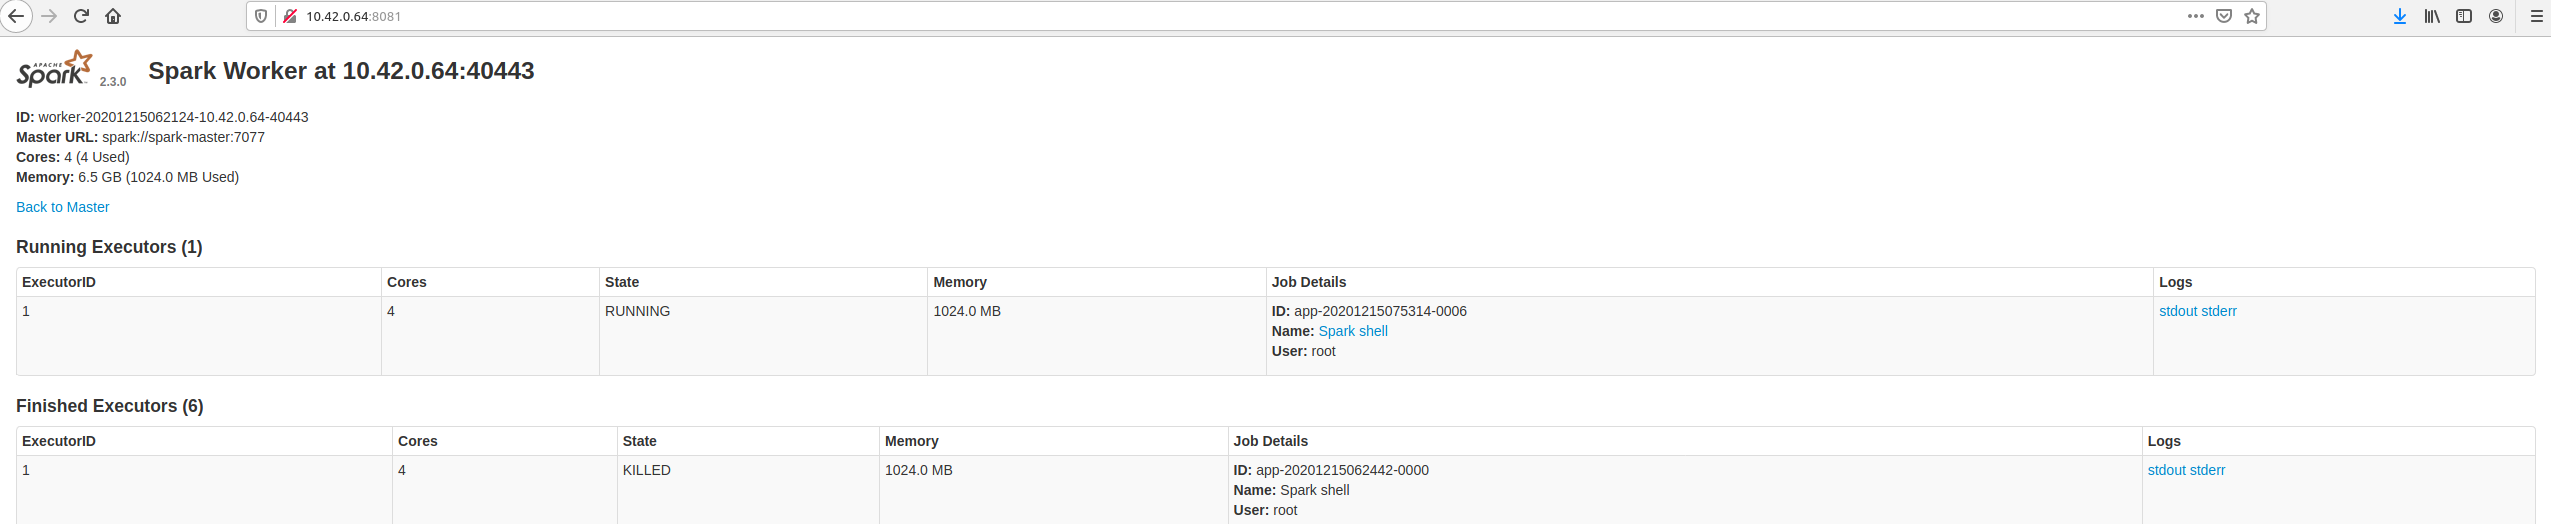 10.42.0.64:8081
APACHE
Spark 2.3.0 Spark Worker at 10.42.0.64:40443
ID: worker-20201215062124-10.42.0.64-40443
Master URL: spark://spark-master:7077
Cores: 4 (4 Used)
Memory: 6.5 GB (1024.0 MB Used)
Back to Master
Running Executors (1)
ExecutorID Cores State Memory Job Details Logs
1 4 RUNNING 1024.0 MB ID: app-20201215075314-0006 stdout stderr
Name: Spark shell
User: root
Finished Executors (6)
ExecutorID Cores State Memory Job Details Logs
1 4 KILLED 1024.0 MB ID: app-20201215062442-0000 stdout stderr
Name: Spark shell
User: root